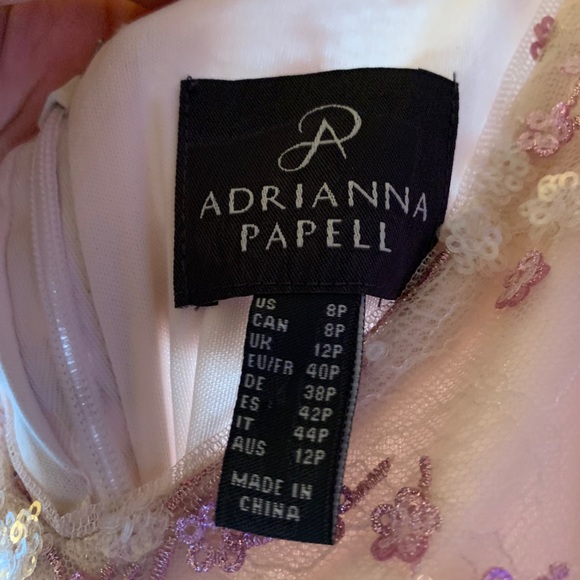 ADRIANNA
PAPELL
US 8P
CAN 8P
UK 12P
EU/FR 40P
DE 38P
ES 42P
IT 44P
AUS 12P
MADE IN
CHINA